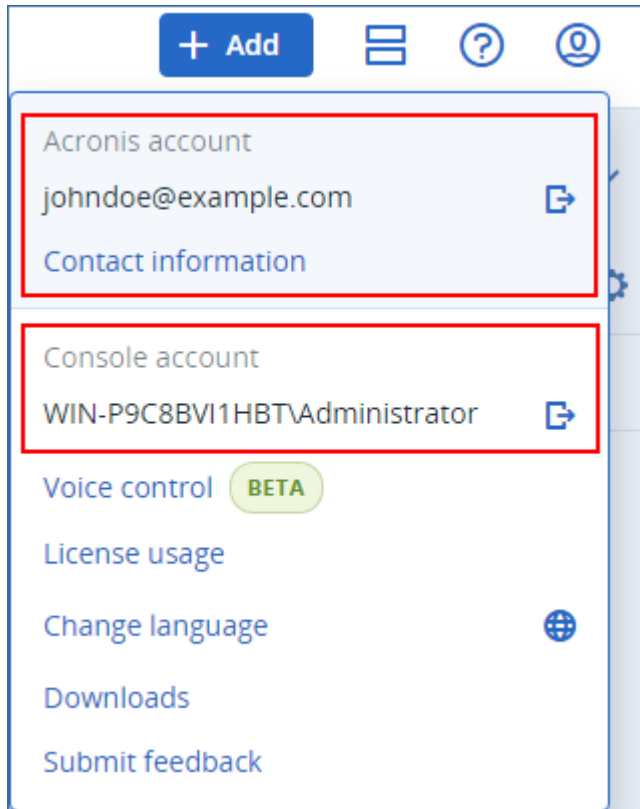 + Add
Acronis account
johndoe@example.com
Contact information
Console account
WIN-P9C8BVI1HBT\Administrator
Voice control BETA
License usage
Change language
Downloads
Submit feedback